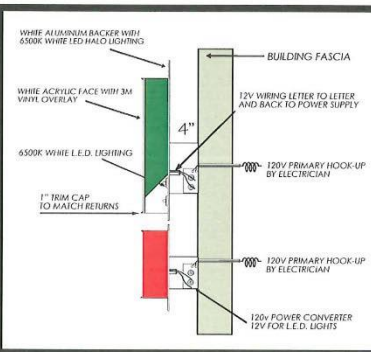 WHITE ALUMINUM BACKER WITH
6500K WHITE LED HALO LIGHTING
BUILDING FASCIA
WHITE ACRYLIC FACE WITH 3M
VINYL OVERLAY
12V WIRING LETTER TO LETTER
AND BACK TO POWER SUPPLY
4"
6500K WHITE L.E.D. LIGHTING
120V PRIMARY HOOK-UP
BY ELECTRICIAN
1" TRIM CAP
TO MATCH RETURNS
120V PRIMARY HOOK-UP
BY ELECTRICIAN
120v POWER CONVERTER
12V FOR L.E.D. LIGHTS